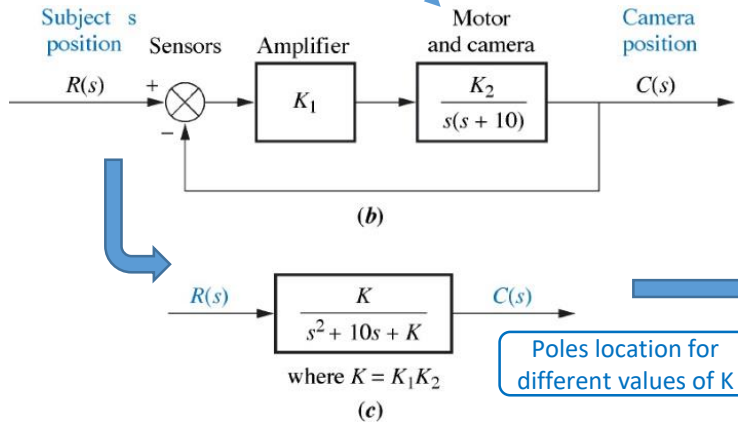 Subject s
position
Sensors
Amplifier
Motor
and camera
Camera
position
R(s)
+
−
K₁
K₂
s(s + 10)
C(s)
(b)
R(s)
K
s² + 10s + K
C(s)
where K = K₁K₂
(c)
Poles location for
different values of K